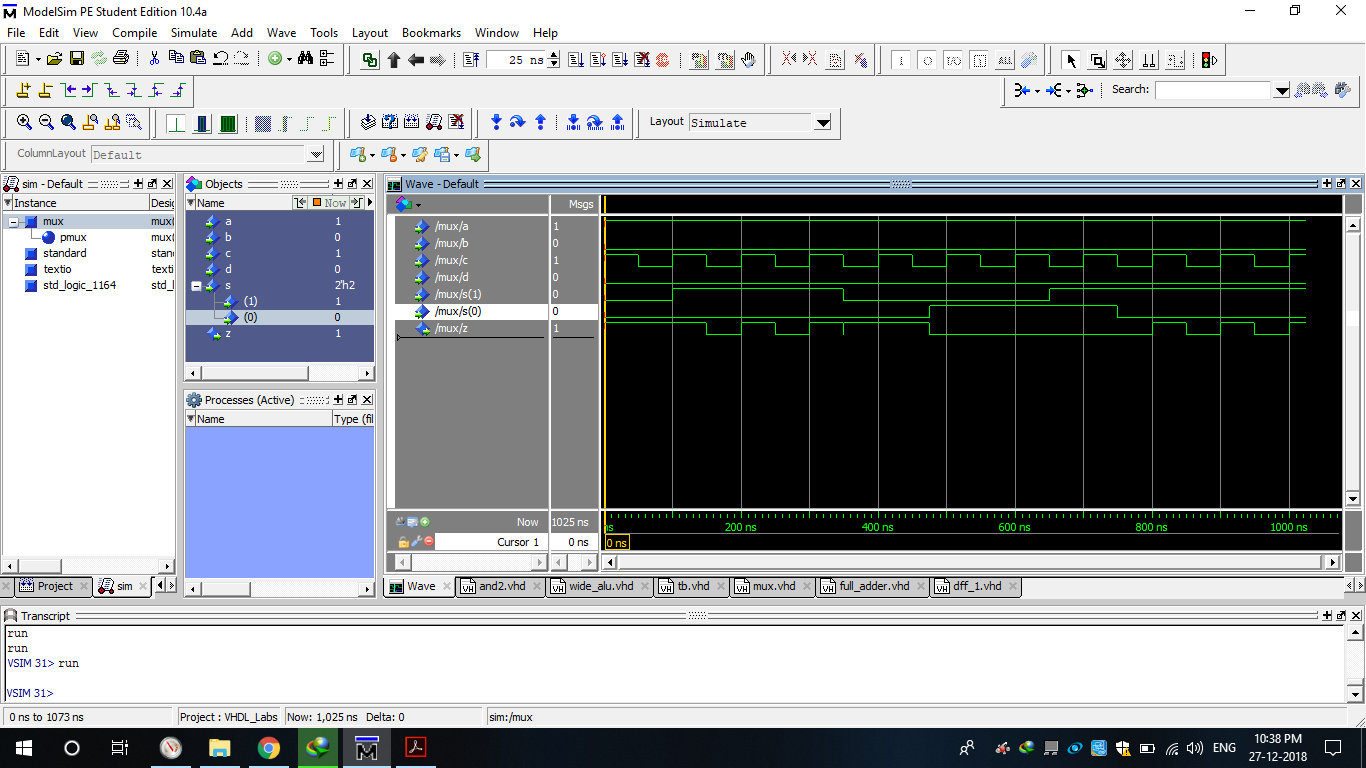 ModelSim PE Student Edition 10.4a
File Edit View Compile Simulate Add Wave Tools Layout Bookmarks Window Help
25 ns
Search:
Layout Simulate
ColumnLayout Default
sim - Default
Instance Desig
mux mux(
pmux mux(
standard stan
textio texti
std_logic_1164 std_l
Objects
Name Now
a 1
b 0
c 1
d 0
s 2'h2
(1) 1
(0) 0
z 1
Processes (Active)
Name Type (fil
Wave - Default
Msgs
/mux/a 1
/mux/b 0
/mux/c 1
/mux/d 0
/mux/s(1) 0
/mux/s(0) 0
/mux/z 1
Now 1025 ns
ns 200 ns 400 ns 600 ns 800 ns 1000 ns
Cursor 1 0 ns
0 ns
Project sim
Wave and2.vhd wide_alu.vhd tb.vhd mux.vhd full_adder.vhd dff_1.vhd
Transcript
run
run
VSIM 31> run
VSIM 31>
0 ns to 1073 ns Project : VHDL_Labs Now: 1,025 ns Delta: 0 sim:/mux
ENG
10:38 PM
27-12-2018